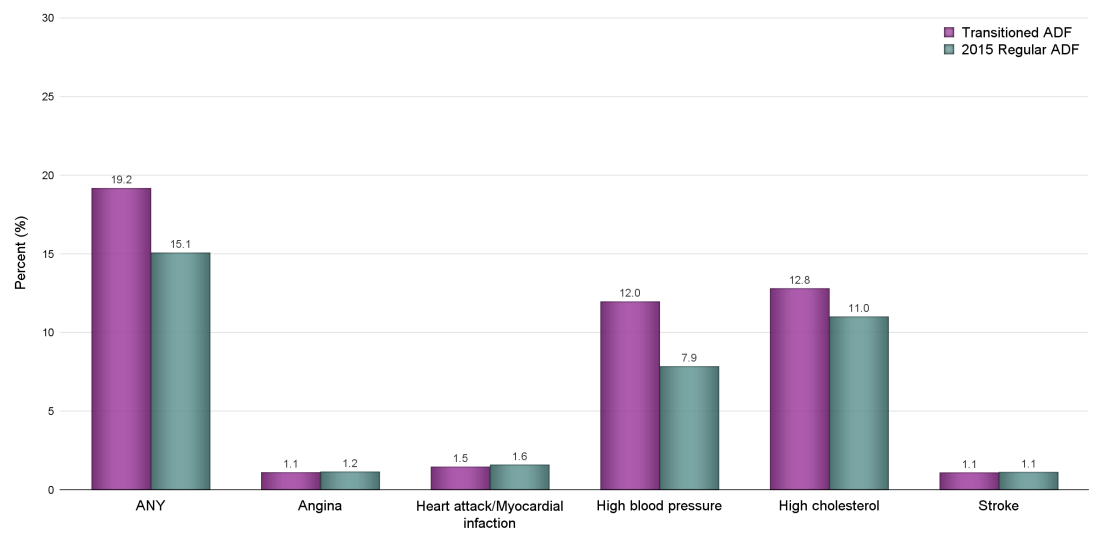 30
25
20
15
10
5
0
Percent (%)
Transitioned ADF
2015 Regular ADF
19.2
15.1
1.1
1.2
1.5
1.6
12.0
7.9
12.8
11.0
1.1
1.1
ANY
Angina
Heart attack/Myocardial
infaction
High blood pressure
High cholesterol
Stroke